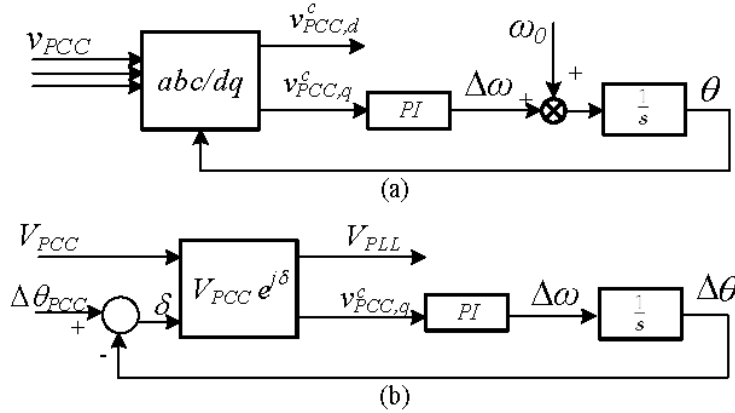 v_PCC
abc/dq
v^c_PCC,d
v^c_PCC,q
PI
Δω
+
ω_0
+
1/s
θ
(a)
V_PCC
Δθ_PCC
+
-
δ
V_PCC e^jδ
V_PLL
v^c_PCC,q
PI
Δω
1/s
Δθ
(b)